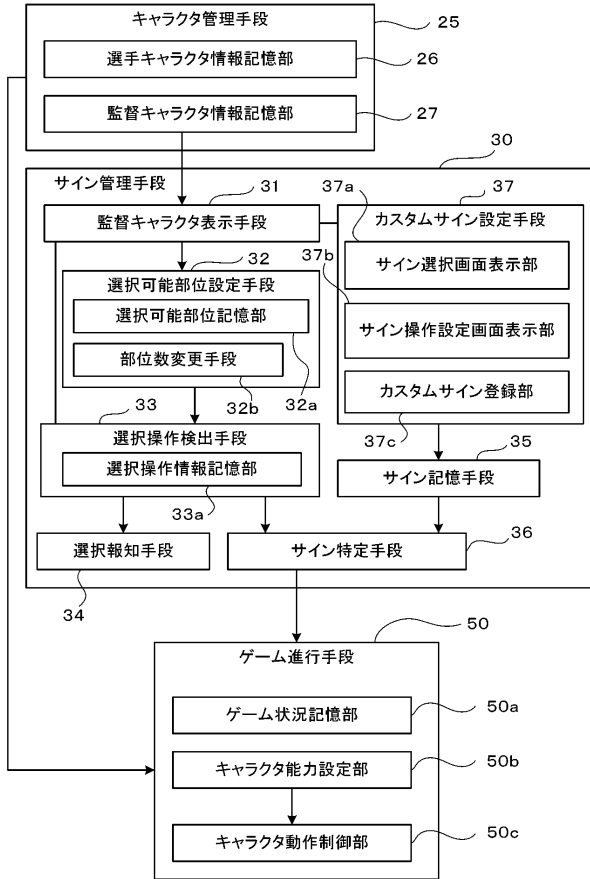 キャラクタ管理手段
25
選手キャラクタ情報記憶部
26
監督キャラクタ情報記憶部
27
30
サイン管理手段
31
監督キャラクタ表示手段
37a
37
カスタムサイン設定手段
サイン選択画面表示部
37b
サイン操作設定画面表示部
カスタムサイン登録部
37c
32
選択可能部位設定手段
選択可能部位記憶部
32a
部位数変更手段
32b
33
選択操作検出手段
選択操作情報記憶部
33a
35
サイン記憶手段
選択報知手段
34
サイン特定手段
36
50
ゲーム進行手段
ゲーム状況記憶部
50a
キャラクタ能力設定部
50b
キャラクタ動作制御部
50c